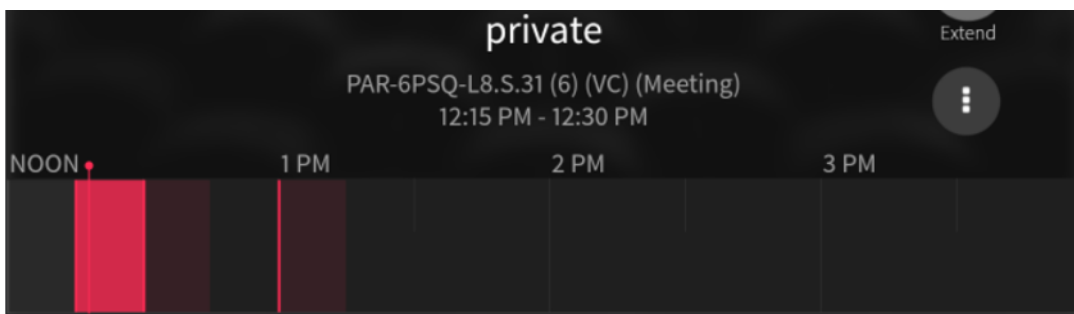 private
Extend
PAR-6PSQ-L8.S.31 (6) (VC) (Meeting)
12:15 PM - 12:30 PM
NOON 1 PM 2 PM 3 PM